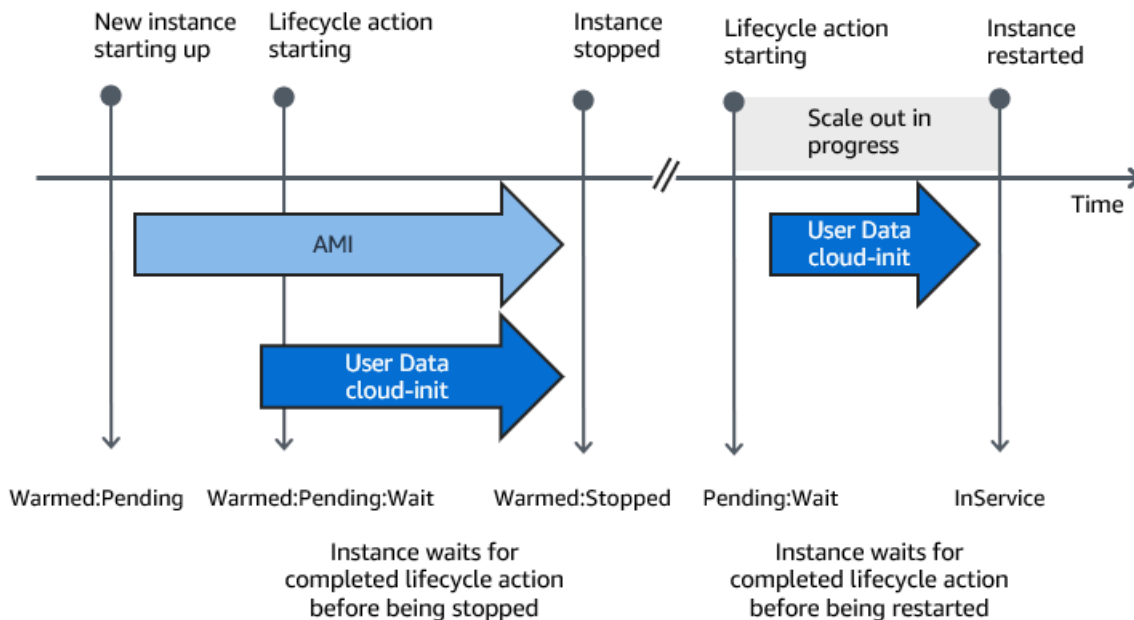 New instance
starting up
Lifecycle action
starting
Instance
stopped
Lifecycle action
starting
Instance
restarted
Scale out in
progress
Time
AMI
User Data
cloud-init
User Data
cloud-init
Warmed:Pending
Warmed:Pending:Wait
Warmed:Stopped
Pending:Wait
InService
Instance waits for
completed lifecycle action
before being stopped
Instance waits for
completed lifecycle action
before being restarted